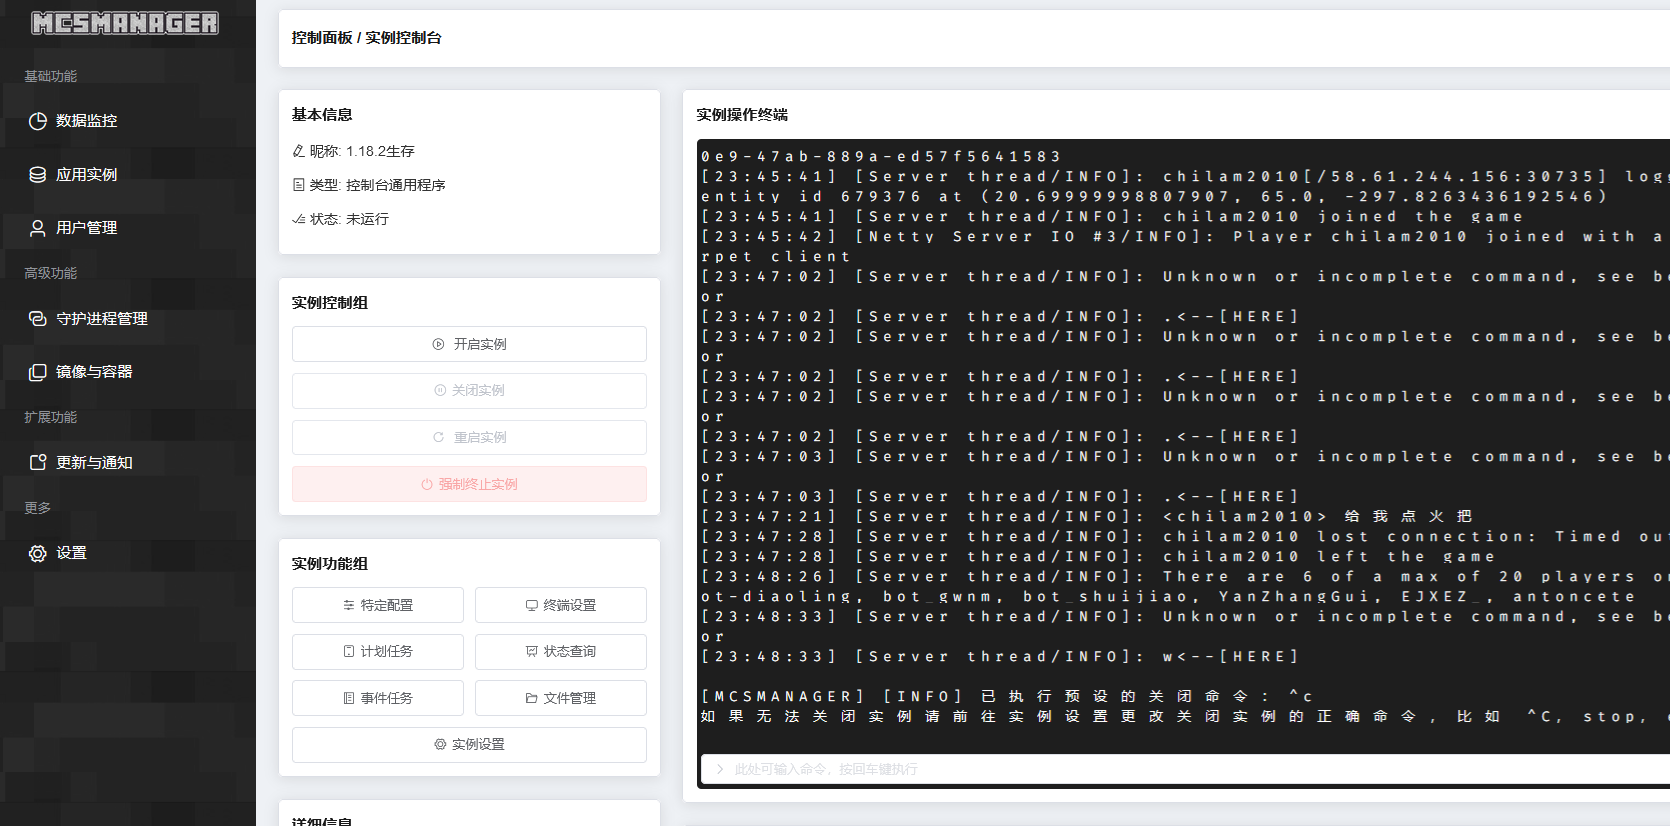 MCSMANAGER
基础功能
数据监控
应用实例
用户管理
高级功能
守护进程管理
镜像与容器
扩展功能
更新与通知
更多
设置
控制面板 / 实例控制台
基本信息
昵称: 1.18.2生存
类型: 控制台通用程序
状态: 未运行
实例控制组
开启实例
关闭实例
重启实例
强制终止实例
实例功能组
特定配置
终端设置
计划任务
状态查询
事件任务
文件管理
实例设置
详细信息
实例操作终端
0e9-47ab-889a-ed57f5641583
[23:45:41] [Server thread/INFO]: chilam2010[/58.61.244.156:30735] logg
entity id 679376 at (20.69999998807907, 65.0, -297.8263436192546)
[23:45:41] [Server thread/INFO]: chilam2010 joined the game
[23:45:42] [Netty Server IO #3/INFO]: Player chilam2010 joined with a
rpet client
[23:47:02] [Server thread/INFO]: Unknown or incomplete command, see be
or
[23:47:02] [Server thread/INFO]: .<--[HERE]
[23:47:02] [Server thread/INFO]: Unknown or incomplete command, see be
or
[23:47:02] [Server thread/INFO]: .<--[HERE]
[23:47:02] [Server thread/INFO]: Unknown or incomplete command, see be
or
[23:47:02] [Server thread/INFO]: .<--[HERE]
[23:47:03] [Server thread/INFO]: Unknown or incomplete command, see be
or
[23:47:03] [Server thread/INFO]: .<--[HERE]
[23:47:21] [Server thread/INFO]: <chilam2010> 给我点火把
[23:47:28] [Server thread/INFO]: chilam2010 lost connection: Timed out
[23:47:28] [Server thread/INFO]: chilam2010 left the game
[23:48:26] [Server thread/INFO]: There are 6 of a max of 20 players on
ot-diaoling, bot_gwnm, bot_shuijiao, YanZhangGui, EJXEZ_, antoncete
[23:48:33] [Server thread/INFO]: Unknown or incomplete command, see be
or
[23:48:33] [Server thread/INFO]: w<--[HERE]
[MCSMANAGER] [INFO] 已执行预设的关闭命令: ^c
如果无法关闭实例请前往实例设置更改关闭实例的正确命令, 比如 ^C, stop,
此处可输入命令，按回车键执行